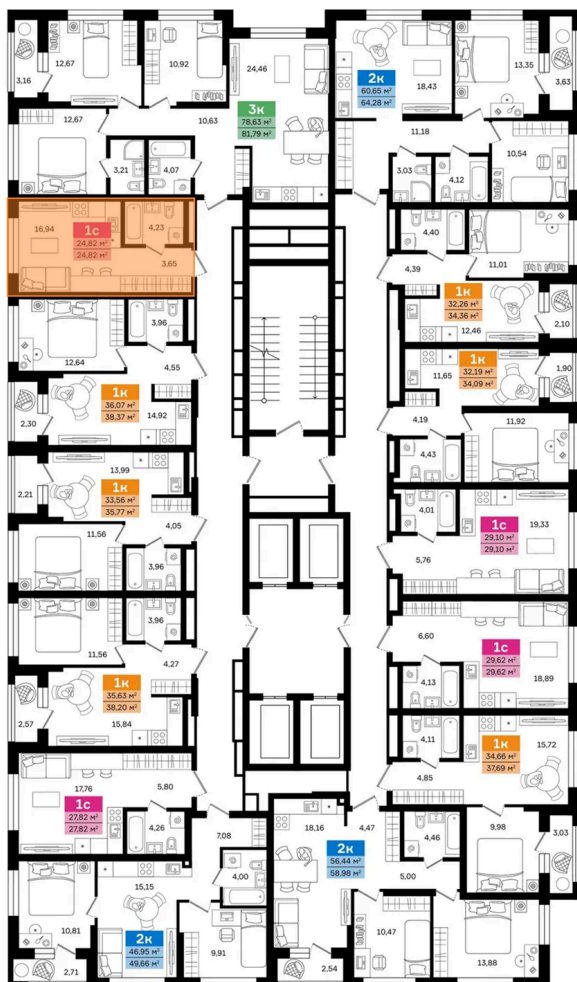 3,16
12,67
10,92
24,46
3к
78,63 м²
81,79 м²
12,67
10,63
3,21
4,07
2к
60,65 м²
64,28 м²
18,43
13,35
3,63
11,18
3,03
4,12
10,54
16,94
1с
24,82 м²
24,82 м²
4,23
3,65
4,40
11,01
4,39
1к
32,26 м²
34,36 м²
12,46
2,10
12,64
3,96
4,55
1к
36,07 м²
38,37 м²
14,92
2,30
11,65
1к
32,19 м²
34,09 м²
1,90
4,19
11,92
4,43
2,21
13,99
1к
33,56 м²
35,77 м²
4,05
11,56
3,96
4,01
1с
29,10 м²
29,10 м²
19,33
5,76
3,96
11,56
4,27
1к
35,63 м²
38,20 м²
2,57
15,84
6,60
1с
29,62 м²
29,62 м²
4,13
18,89
4,11
1к
34,66 м²
37,69 м²
15,72
4,85
17,76
5,80
1с
27,82 м²
27,82 м²
4,26
7,08
18,16
4,47
2к
56,44 м²
58,98 м²
4,46
9,98
3,03
5,00
15,15
4,00
10,81
2к
46,95 м²
49,66 м²
2,71
9,91
2,54
10,47
13,88